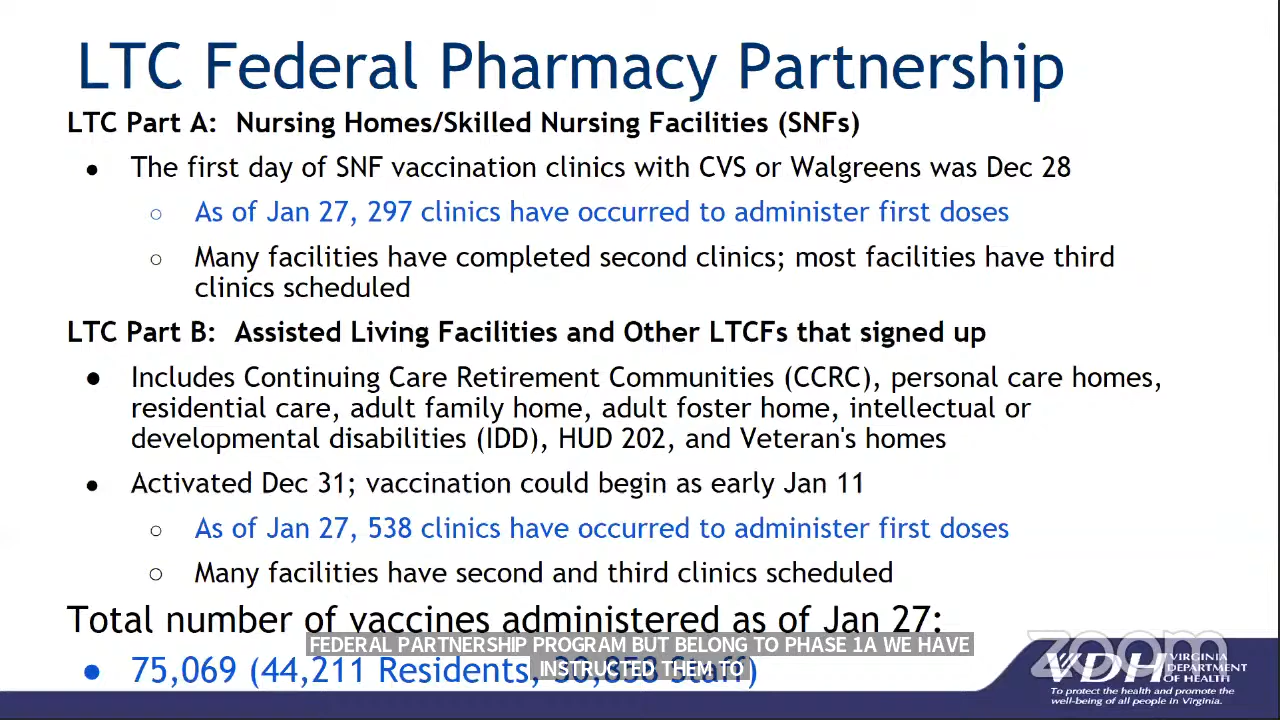 LTC Federal Pharmacy Partnership
LTC Part A: Nursing Homes/Skilled Nursing Facilities (SNFs)
● The first day of SNF vaccination clinics with CVS or Walgreens was Dec 28
○ As of Jan 27, 297 clinics have occurred to administer first doses
○ Many facilities have completed second clinics; most facilities have third
clinics scheduled
LTC Part B: Assisted Living Facilities and Other LTCFs that signed up
● Includes Continuing Care Retirement Communities (CCRC), personal care homes,
residential care, adult family home, adult foster home, intellectual or
developmental disabilities (IDD), HUD 202, and Veteran's homes
● Activated Dec 31; vaccination could begin as early Jan 11
○ As of Jan 27, 538 clinics have occurred to administer first doses
○ Many facilities have second and third clinics scheduled
Total number of vaccines administered as of Jan 27:
● 75,069 (44,211 Residents, 30,858 Staff)
FEDERAL PARTNERSHIP PROGRAM BUT BELONG TO PHASE 1A WE HAVE
INSTRUCTED THEM TO
zoom
VDH VIRGINIA
DEPARTMENT
OF HEALTH
To protect the health and promote the
well-being of all people in Virginia.